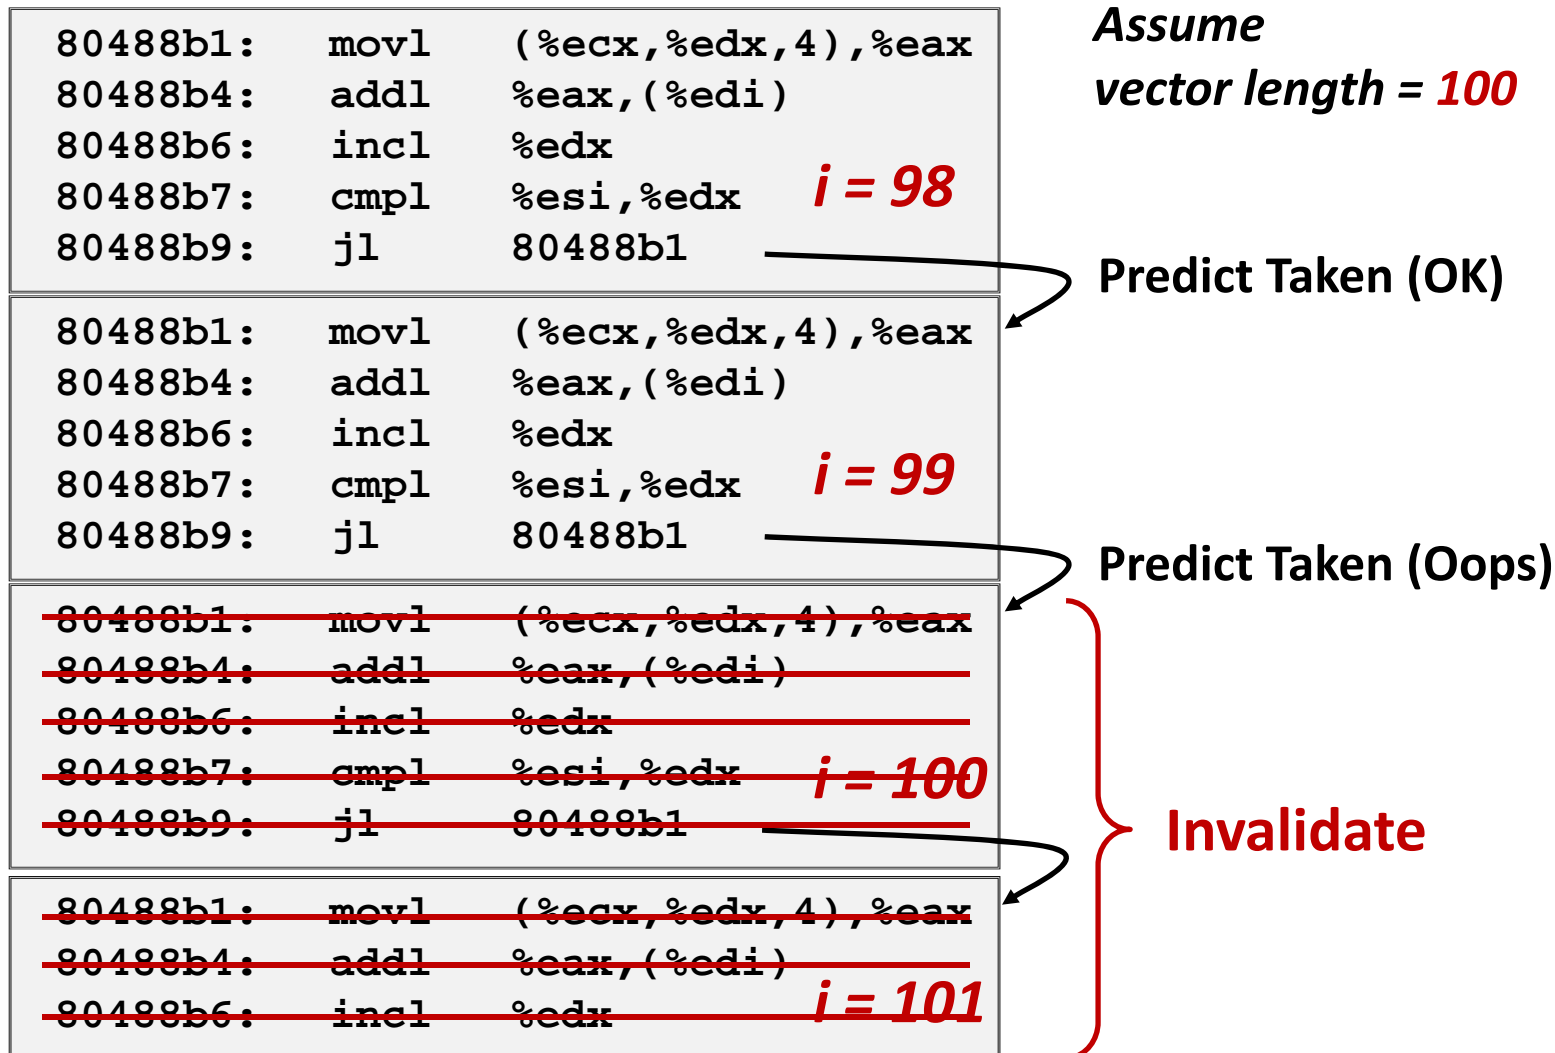 Assume
vector length = 100
80488b1: movl (%ecx,%edx,4),%eax
80488b4: addl %eax,(%edi)
80488b6: incl %edx
80488b7: cmpl %esi,%edx
i = 98
80488b9: jl 80488b1
Predict Taken (OK)
80488b1: movl (%ecx,%edx,4),%eax
80488b4: addl %eax,(%edi)
80488b6: incl %edx
80488b7: cmpl %esi,%edx
i = 99
80488b9: jl 80488b1
Predict Taken (Oops)
80488b1: movl (%ecx,%edx,4),%eax
80488b4: addl %eax,(%edi)
80488b6: incl %edx
80488b7: cmpl %esi,%edx
i = 100
80488b9: jl 80488b1
Invalidate
80488b1: movl (%ecx,%edx,4),%eax
80488b4: addl %eax,(%edi)
80488b6: incl %edx
i = 101